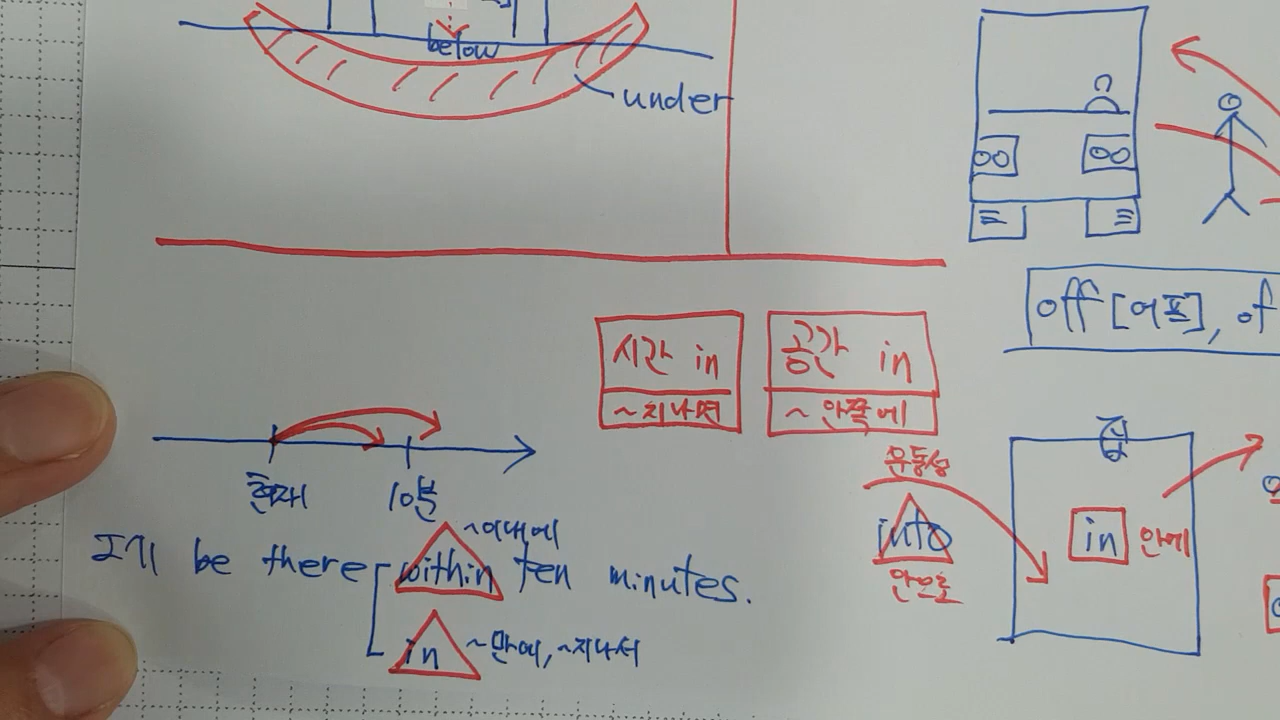 below
under
off [어프], of
시간 in
~지나면
공간 in
~안쪽에
현재
10분
I'll be there within ten minutes.
~이내에
in ~만에, ~지나서
운동성
into
안으로
집
in 안에